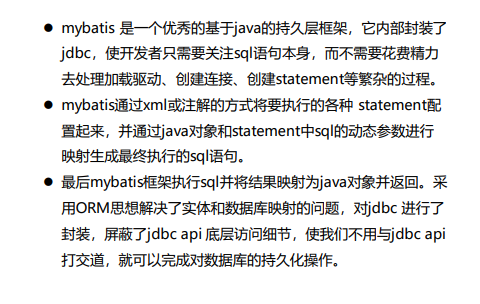 ● mybatis 是一个优秀的基于java的持久层框架，它内部封装了
jdbc，使开发者只需要关注sql语句本身，而不需要花费精力
去处理加载驱动、创建连接、创建statement等繁杂的过程。
● mybatis通过xml或注解的方式将要执行的各种 statement配
置起来，并通过java对象和statement中sql的动态参数进行
映射生成最终执行的sql语句。
● 最后mybatis框架执行sql并将结果映射为java对象并返回。采
用ORM思想解决了实体和数据库映射的问题，对jdbc 进行了
封装，屏蔽了jdbc api 底层访问细节，使我们不用与jdbc api
打交道，就可以完成对数据库的持久化操作。